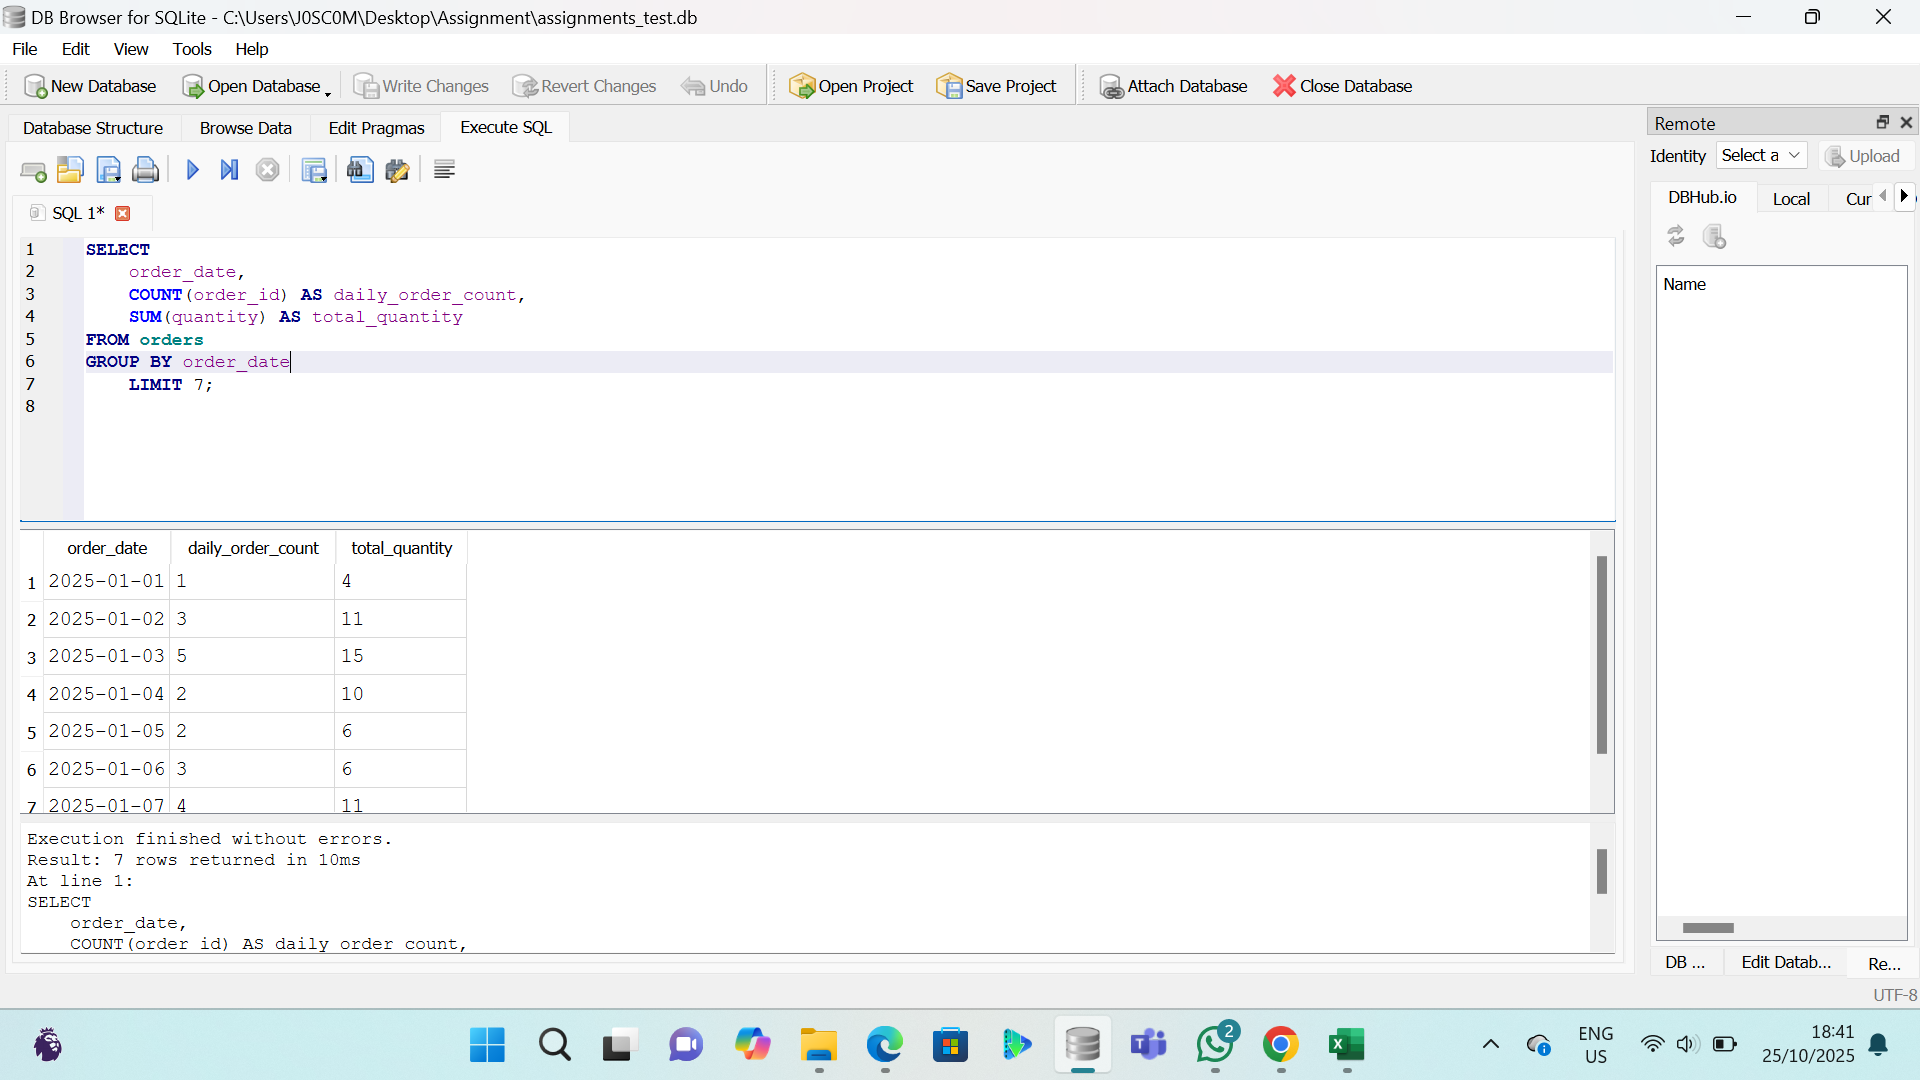 DB Browser for SQLite - C:\Users\J0SC0M\Desktop\Assignment\assignments_test.db
File Edit View Tools Help
New Database Open Database Write Changes Revert Changes Undo Open Project Save Project Attach Database Close Database
Database Structure Browse Data Edit Pragmas Execute SQL
Remote
Identity Select a Upload
DBHub.io Local Cur
Name
SQL 1*
1 SELECT
2 order_date,
3 COUNT(order_id) AS daily_order_count,
4 SUM(quantity) AS total_quantity
5 FROM orders
6 GROUP BY order_date
7 LIMIT 7;
8
order_date daily_order_count total_quantity
1 2025-01-01 1 4
2 2025-01-02 3 11
3 2025-01-03 5 15
4 2025-01-04 2 10
5 2025-01-05 2 6
6 2025-01-06 3 6
7 2025-01-07 4 11
Execution finished without errors.
Result: 7 rows returned in 10ms
At line 1:
SELECT
order_date,
COUNT(order_id) AS daily_order_count,
DB ... Edit Datab... Re...
UTF-8
2
ENG
US
18:41
25/10/2025